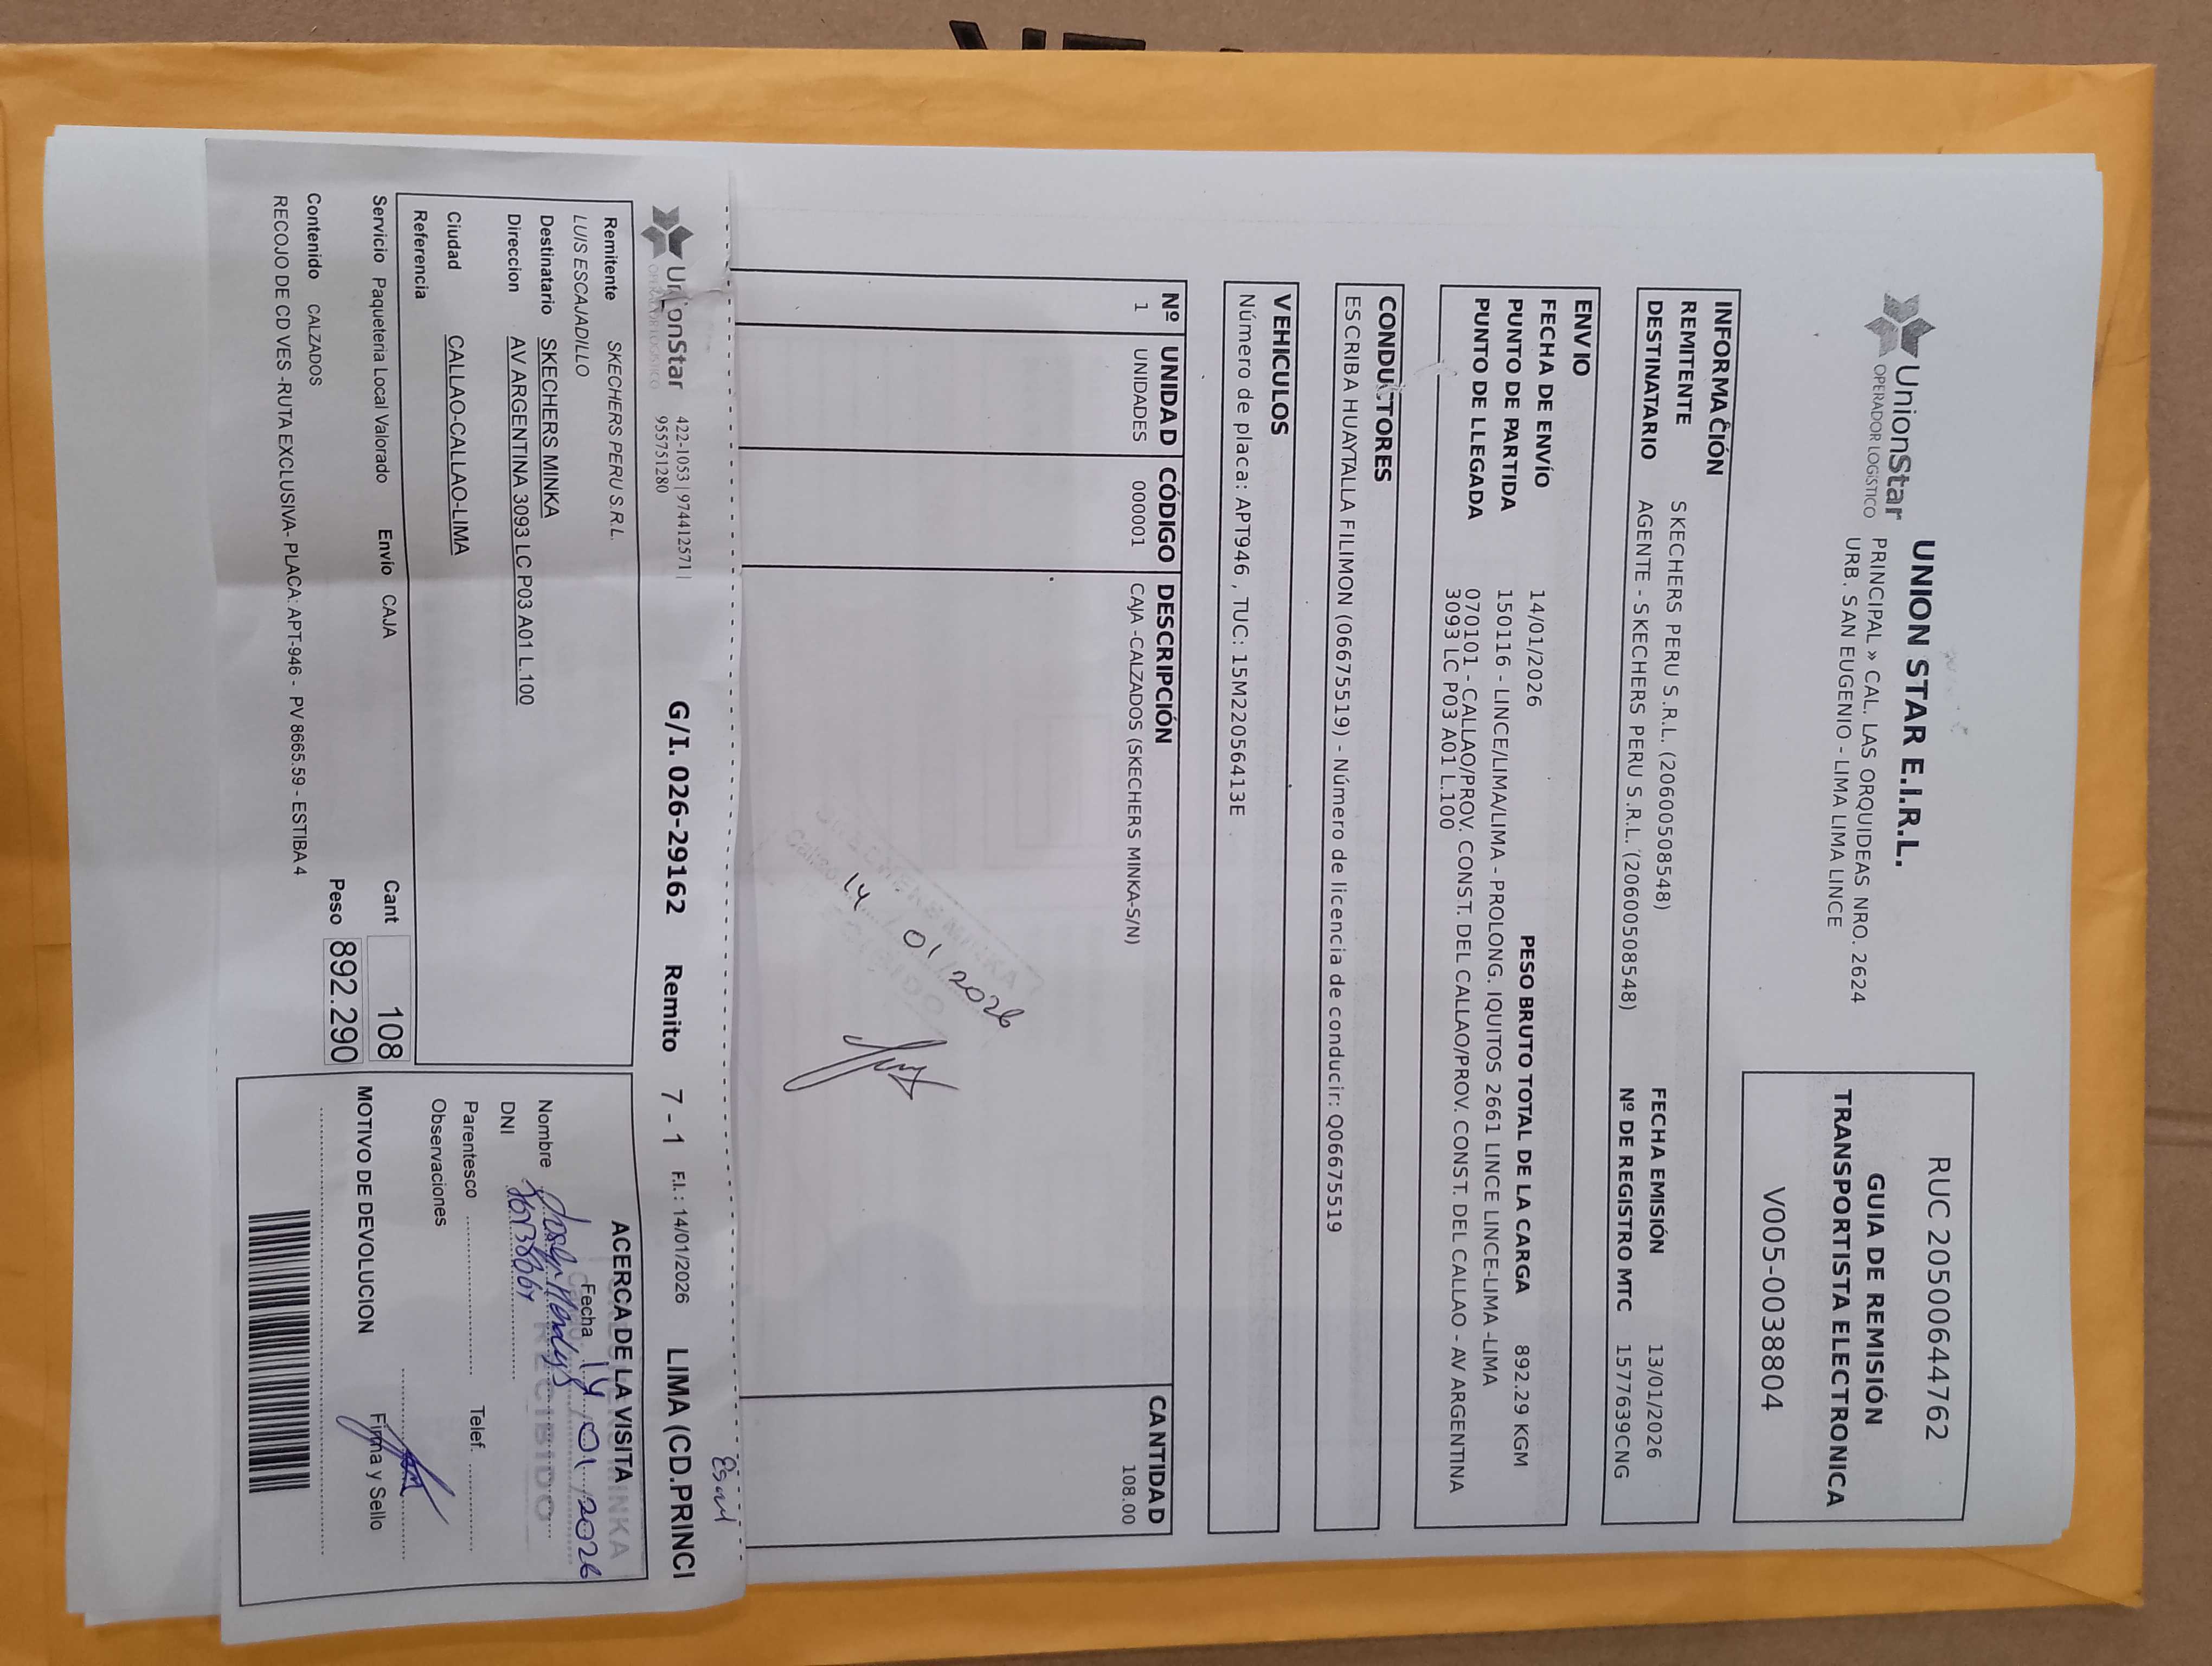 UnionStar
OPERADOR LOGÍSTICO
UNION STAR E.I.R.L.
PRINCIPAL » CAL. LAS ORQUIDEAS NRO. 2624
URB. SAN EUGENIO - LIMA LIMA LINCE
RUC 20500644762
GUIA DE REMISIÓN
TRANSPORTISTA ELECTRONICA
V005-0038804
INFORMACIÓN
REMITENTE SKECHERS PERU S.R.L. (20600508548) FECHA EMISIÓN 13/01/2026
DESTINATARIO AGENTE - SKECHERS PERU S.R.L. (20600508548) Nº DE REGISTRO MTC 1577639CNG
ENVIO
FECHA DE ENVÍO 14/01/2026 PESO BRUTO TOTAL DE LA CARGA 892.29 KGM
PUNTO DE PARTIDA 150116 - LINCE/LIMA/LIMA - PROLONG. IQUITOS 2661 LINCE LINCE-LIMA -LIMA
PUNTO DE LLEGADA 070101 - CALLAO/PROV. CONST. DEL CALLAO/PROV. CONST. DEL CALLAO - AV ARGENTINA
3093 LC P03 A01 L.100
CONDUCTORES
ESCRIBA HUAYTALLA FILIMON (06675519) - Número de licencia de conducir: Q06675519
VEHICULOS
Número de placa: APT946 , TUC: 15M22056413E
Nº UNIDAD CÓDIGO DESCRIPCIÓN CANTIDAD
1 UNIDADES 000001 CAJA -CALZADOS (SKECHERS MINKA-S/N) 108.00
RECIBIDO
14 01/2026
UnionStar
OPERADOR LOGÍSTICO
422-1053 | 974412571 |
955751280
G/I. 026-29162 Remito 7 - 1 F.I. : 14/01/2026 LIMA (CD.PRINCI
Remitente SKECHERS PERU S.R.L.
LUIS ESCAJADILLO
Destinatario SKECHERS MINKA
Direccion AV ARGENTINA 3093 LC P03 A01 L.100
Ciudad CALLAO-CALLAO-LIMA
Referencia
Servicio Paqueteria Local Valorado Envio CAJA Cant 108
Peso 892.290
Contenido CALZADOS
RECOJO DE CD VES -RUTA EXCLUSIVA- PLACA: APT-946 - PV 8665.59 - ESTIBA 4
ACERCA DE LA VISITA
MINKA
RECIBIDO
Fecha 14/01/2026
Nombre
DNI
Parentesco Telef.
Observaciones
MOTIVO DE DEVOLUCION Firma y Sello